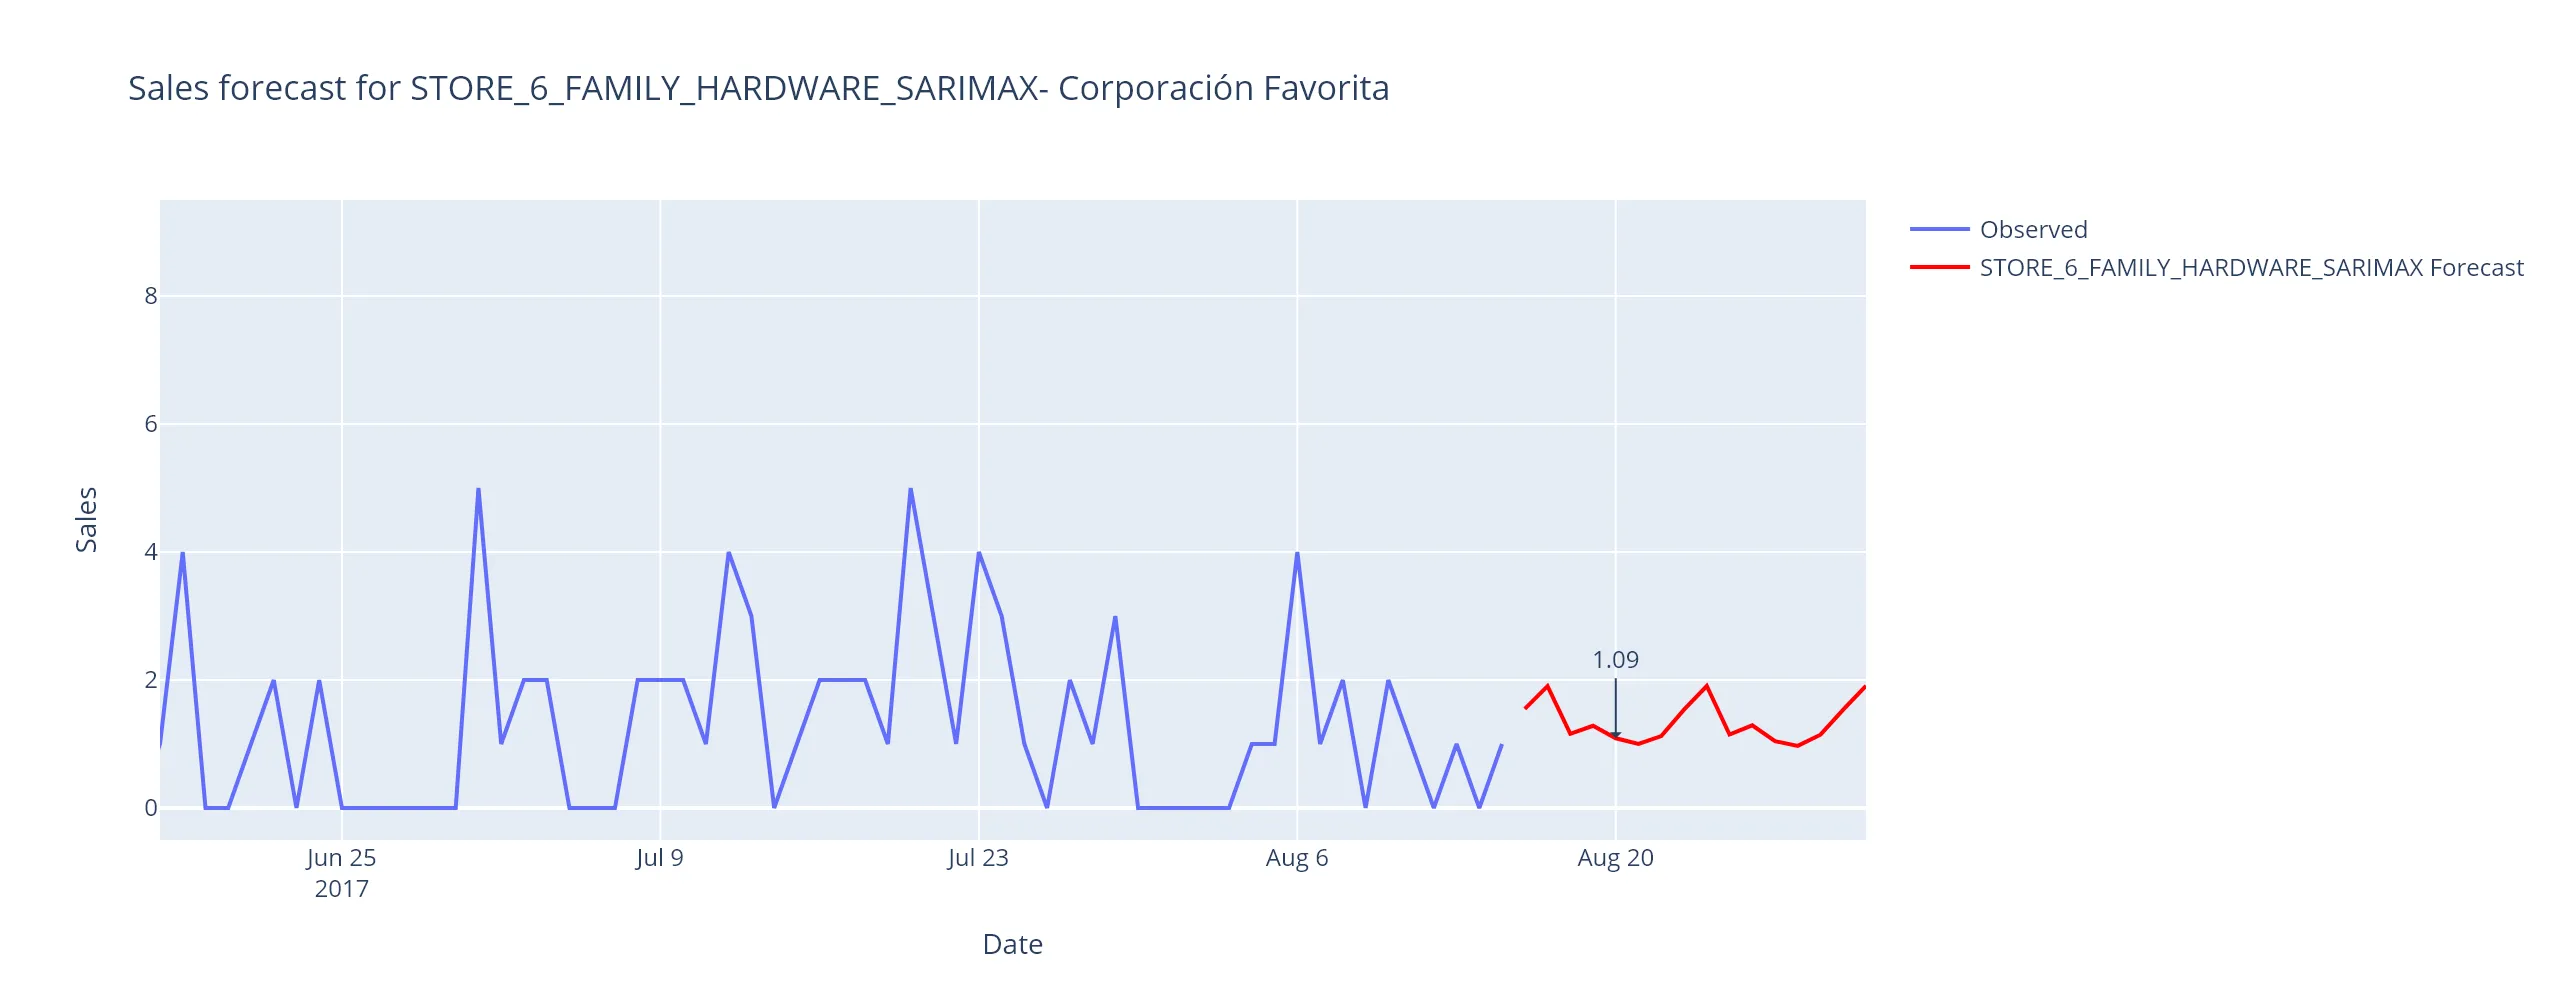 Sales forecast for STORE_6_FAMILY_HARDWARE_SARIMAX- Corporación Favorita
Observed
STORE_6_FAMILY_HARDWARE_SARIMAX Forecast
8
6
4
2
0
Sales
1.09
Jun 25
2017
Jul 9
Jul 23
Aug 6
Aug 20
Date